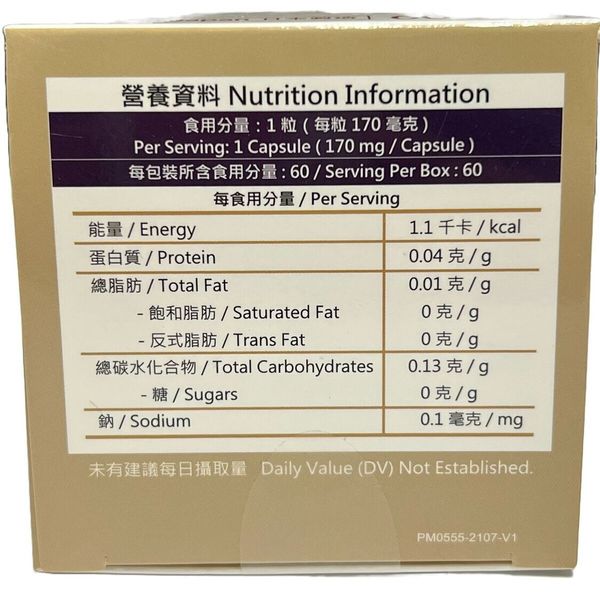 營養資料 Nutrition Information
食用分量 : 1 粒 ( 每粒 170 毫克 )
Per Serving: 1 Capsule ( 170 mg / Capsule )
每包裝所含食用分量 : 60 / Serving Per Box : 60
每食用分量 / Per Serving
能量 / Energy 1.1 千卡 / kcal
蛋白質 / Protein 0.04 克 / g
總脂肪 / Total Fat 0.01 克 / g
- 飽和脂肪 / Saturated Fat 0 克 / g
- 反式脂肪 / Trans Fat 0 克 / g
總碳水化合物 / Total Carbohydrates 0.13 克 / g
- 糖 / Sugars 0 克 / g
鈉 / Sodium 0.1 毫克 / mg
未有建議每日攝取量 Daily Value (DV) Not Established.
PM0555-2107-V1